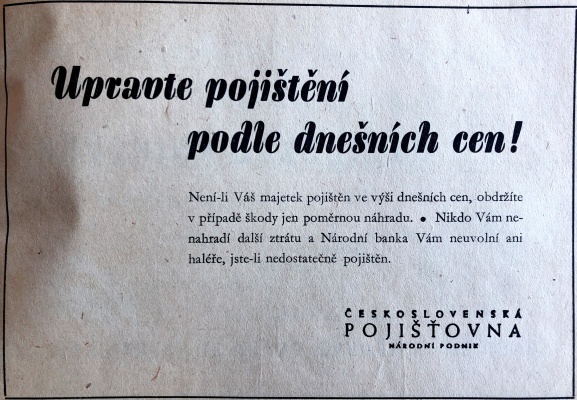 Upravte pojištění
podle dnešních cen!
Není-li Váš majetek pojištěn ve výši dnešních cen, obdržíte
v případě škody jen poměrnou náhradu. • Nikdo Vám ne-
nahradí další ztrátu a Národní banka Vám neuvolní ani
haléře, jste-li nedostatečně pojištěn.
ČESKOSLOVENSKÁ
POJIŠŤOVNA
NÁRODNÍ PODNIK